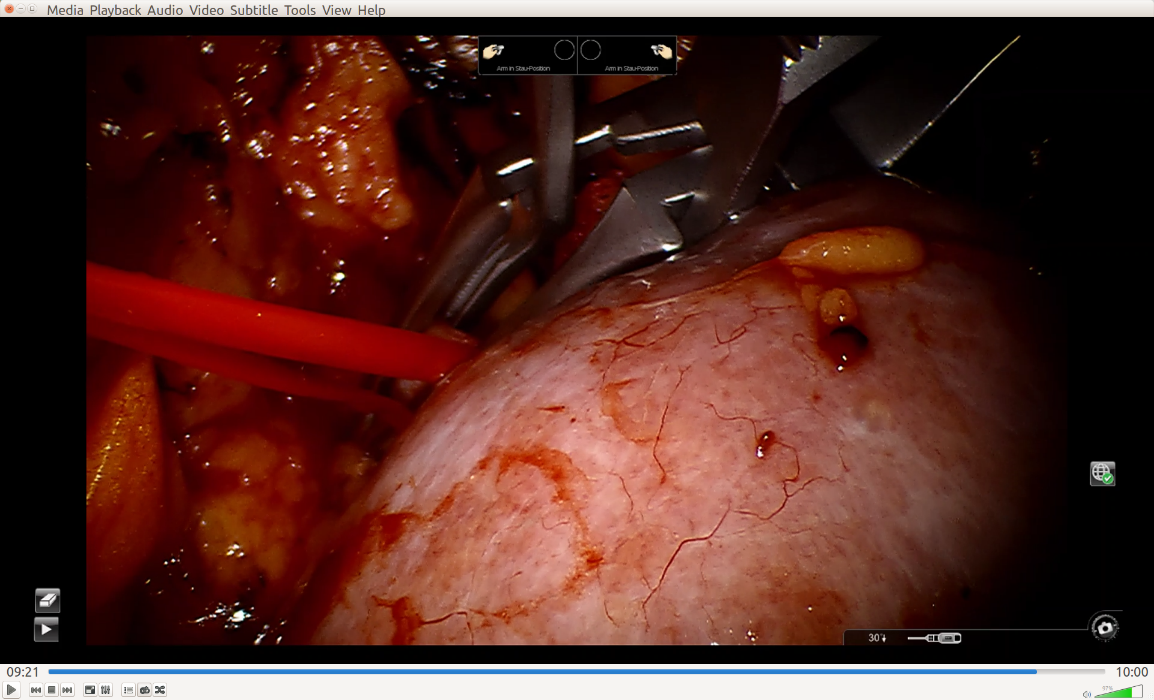 Media Playback Audio Video Subtitle Tools View Help
Arm in Stau-Position Arm in Stau-Position
30°
09:21 10:00